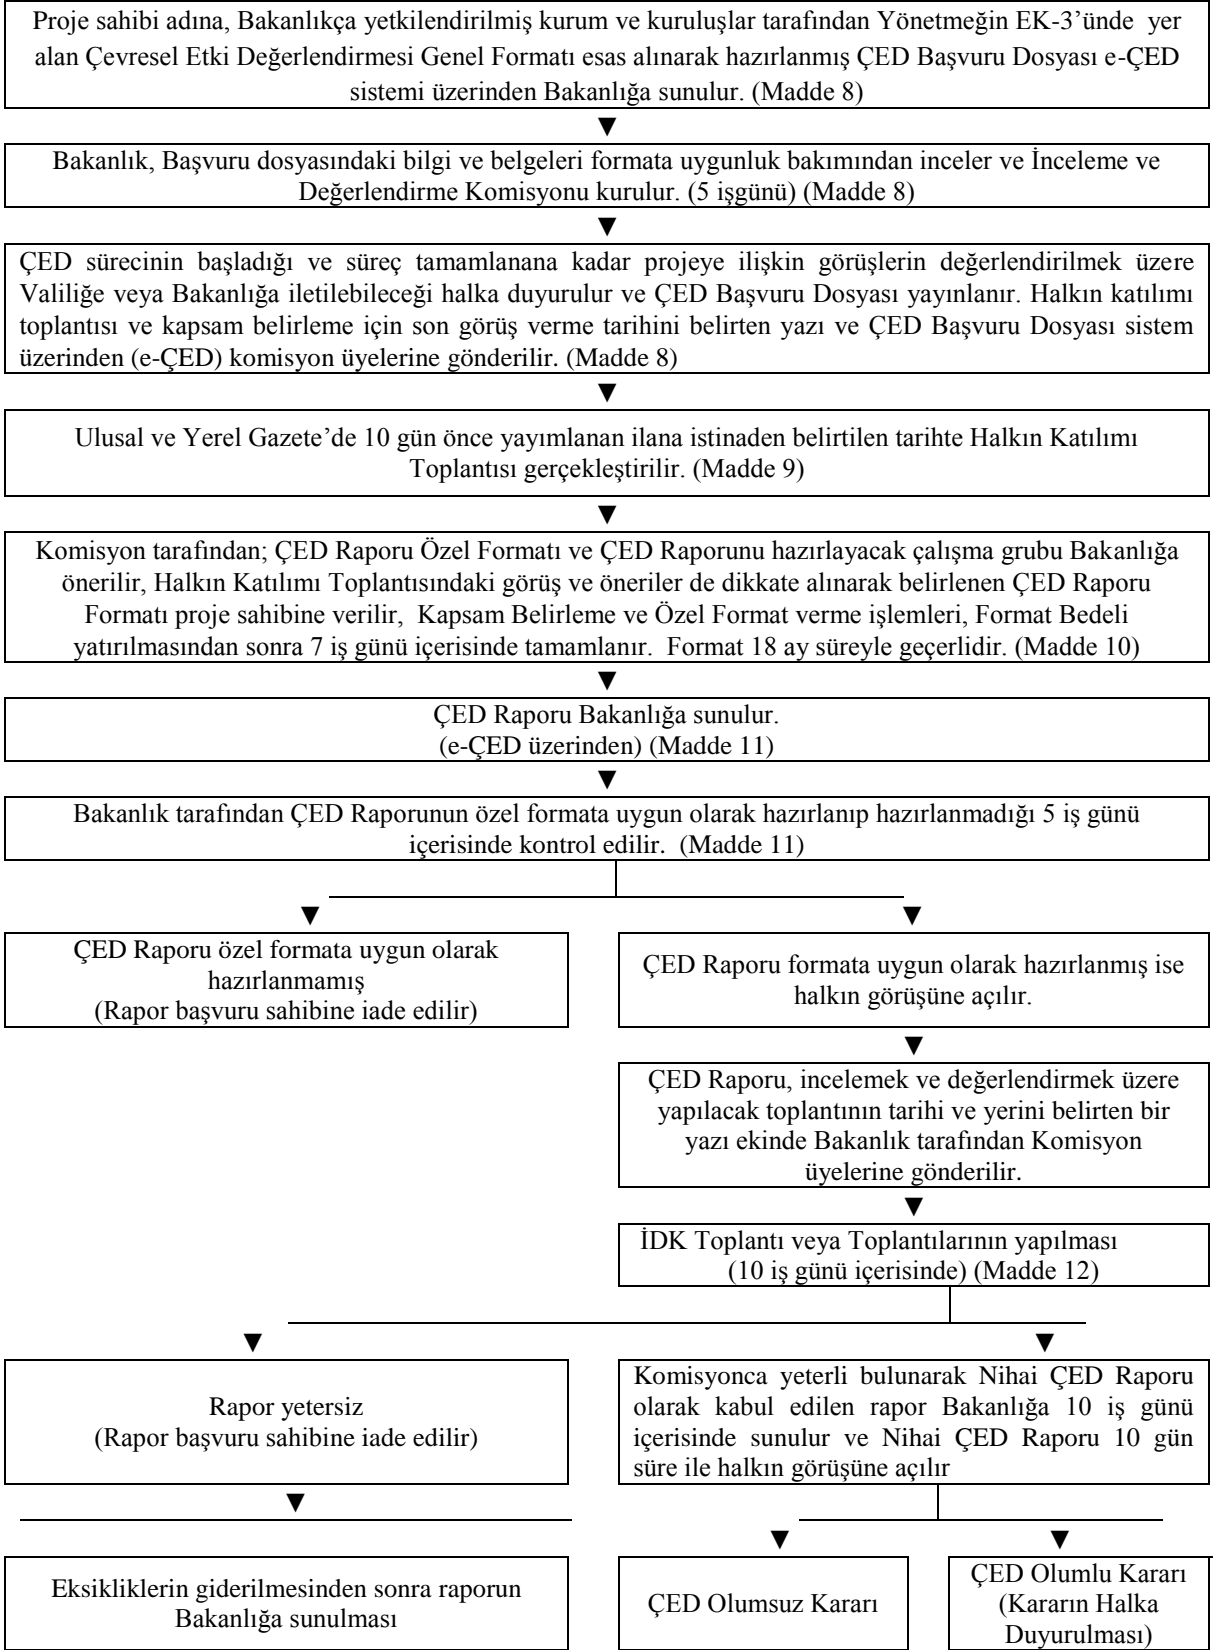 Proje sahibi adına, Bakanlıkça yetkilendirilmiş kurum ve kuruluşlar tarafından Yönetmeğin EK-3’ünde yer
alan Çevresel Etki Değerlendirmesi Genel Formatı esas alınarak hazırlanmış ÇED Başvuru Dosyası e-ÇED
sistemi üzerinden Bakanlığa sunulur. (Madde 8)
Bakanlık, Başvuru dosyasındaki bilgi ve belgeleri formata uygunluk bakımından inceler ve İnceleme ve
Değerlendirme Komisyonu kurulur. (5 işgünü) (Madde 8)
ÇED sürecinin başladığı ve süreç tamamlanana kadar projeye ilişkin görüşlerin değerlendirilmek üzere
Valiliğe veya Bakanlığa iletilebileceği halka duyurulur ve ÇED Başvuru Dosyası yayınlanır. Halkın katılımı
toplantısı ve kapsam belirleme için son görüş verme tarihini belirten yazı ve ÇED Başvuru Dosyası sistem
üzerinden (e-ÇED) komisyon üyelerine gönderilir. (Madde 8)
Ulusal ve Yerel Gazete’de 10 gün önce yayımlanan ilana istinaden belirtilen tarihte Halkın Katılımı
Toplantısı gerçekleştirilir. (Madde 9)
Komisyon tarafından; ÇED Raporu Özel Formatı ve ÇED Raporunu hazırlayacak çalışma grubu Bakanlığa
önerilir, Halkın Katılımı Toplantısındaki görüş ve öneriler de dikkate alınarak belirlenen ÇED Raporu
Formatı proje sahibine verilir, Kapsam Belirleme ve Özel Format verme işlemleri, Format Bedeli
yatırılmasından sonra 7 iş günü içerisinde tamamlanır. Format 18 ay süreyle geçerlidir. (Madde 10)
ÇED Raporu Bakanlığa sunulur.
(e-ÇED üzerinden) (Madde 11)
Bakanlık tarafından ÇED Raporunun özel formata uygun olarak hazırlanıp hazırlanmadığı 5 iş günü
içerisinde kontrol edilir. (Madde 11)
ÇED Raporu özel formata uygun olarak
hazırlanmamış
(Rapor başvuru sahibine iade edilir)
ÇED Raporu formata uygun olarak hazırlanmış ise
halkın görüşüne açılır.
ÇED Raporu, incelemek ve değerlendirmek üzere
yapılacak toplantının tarihi ve yerini belirten bir
yazı ekinde Bakanlık tarafından Komisyon
üyelerine gönderilir.
İDK Toplantı veya Toplantılarının yapılması
(10 iş günü içerisinde) (Madde 12)
Rapor yetersiz
(Rapor başvuru sahibine iade edilir)
Komisyonca yeterli bulunarak Nihai ÇED Raporu
olarak kabul edilen rapor Bakanlığa 10 iş günü
içerisinde sunulur ve Nihai ÇED Raporu 10 gün
süre ile halkın görüşüne açılır
Eksikliklerin giderilmesinden sonra raporun
Bakanlığa sunulması
ÇED Olumsuz Kararı
ÇED Olumlu Kararı
(Kararın Halka
Duyurulması)